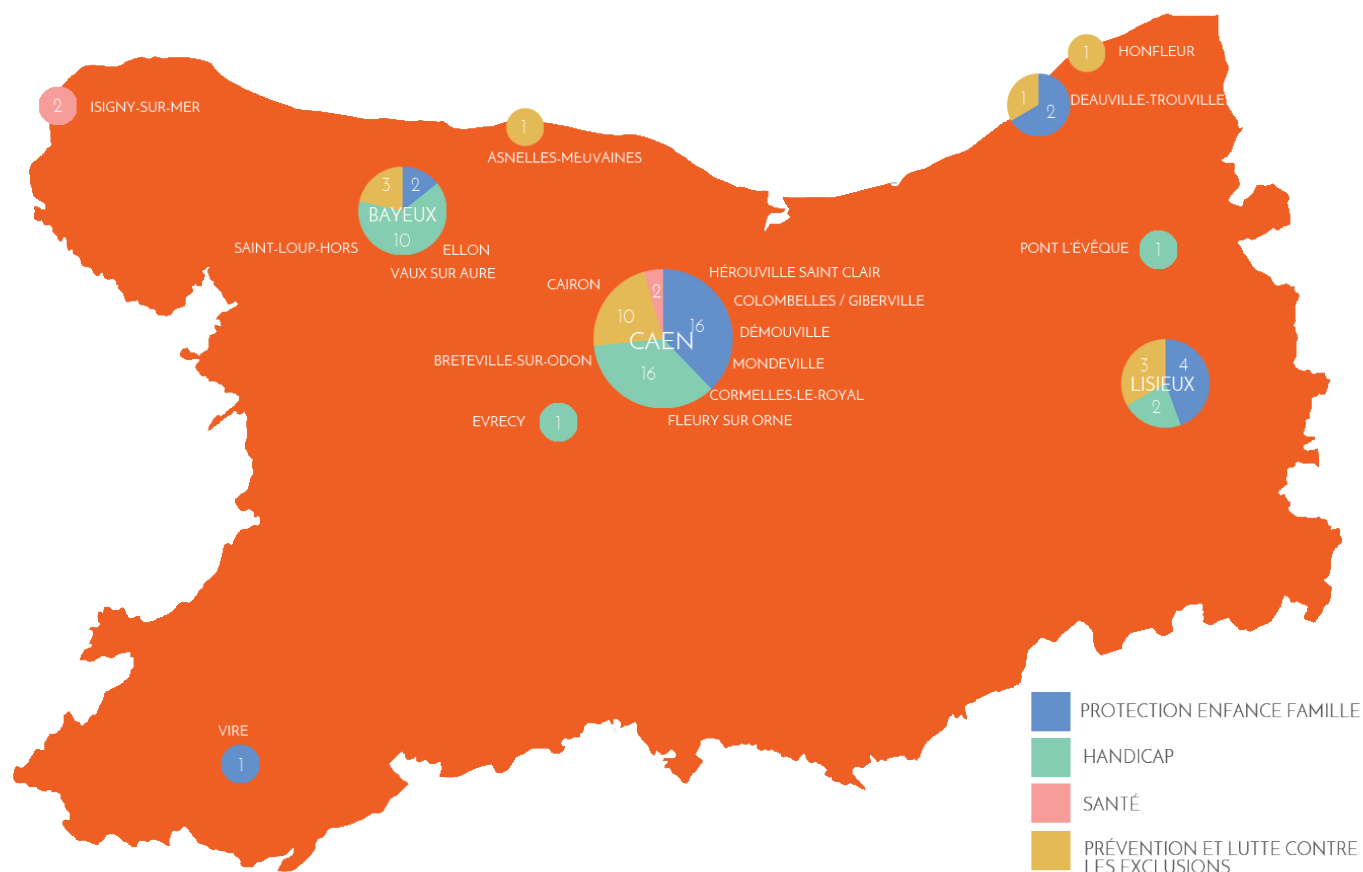 1
HONFLEUR
2
ISIGNY-SUR-MER
1
2
DEAUVILLE-TROUVILLE
1
ASNELLES-MEUVAINES
3
2
BAYEUX
10
SAINT-LOUP-HORS
ELLON
VAUX SUR AURE
PONT L'ÉVÊQUE
1
CAIRON
2
HÉROUVILLE SAINT CLAIR
COLOMBELLES / GIBERVILLE
10
16
CAEN
DÉMOUVILLE
BRETEVILLE-SUR-ODON
16
MONDEVILLE
CORMELLES-LE-ROYAL
FLEURY SUR ORNE
3
4
LISIEUX
2
EVRECY
1
VIRE
1
PROTECTION ENFANCE FAMILLE
HANDICAP
SANTÉ
PRÉVENTION ET LUTTE CONTRE
LES EXCLUSIONS